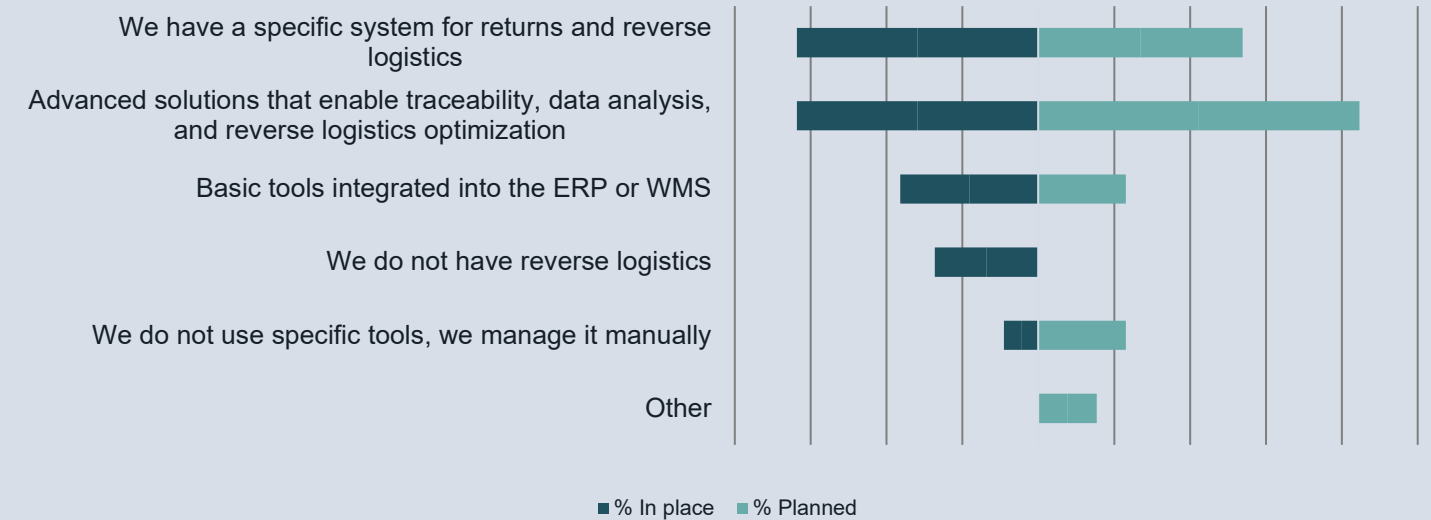 We have a specific system for returns and reverse
logistics
Advanced solutions that enable traceability, data analysis,
and reverse logistics optimization
Basic tools integrated into the ERP or WMS
We do not have reverse logistics
We do not use specific tools, we manage it manually
Other
% In place % Planned